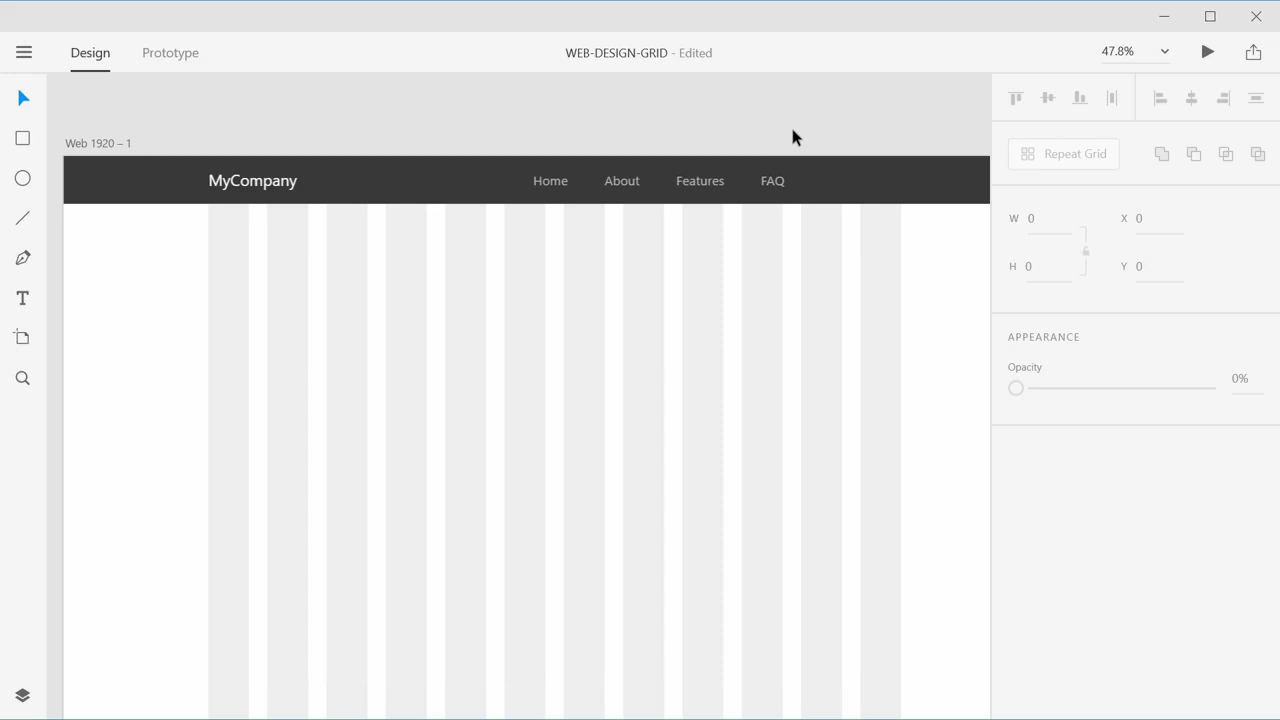 Design Prototype WEB-DESIGN-GRID - Edited 47.8%
Web 1920 – 1
MyCompany Home About Features FAQ
Repeat Grid
W 0 X 0
H 0 Y 0
APPEARANCE
Opacity
0%